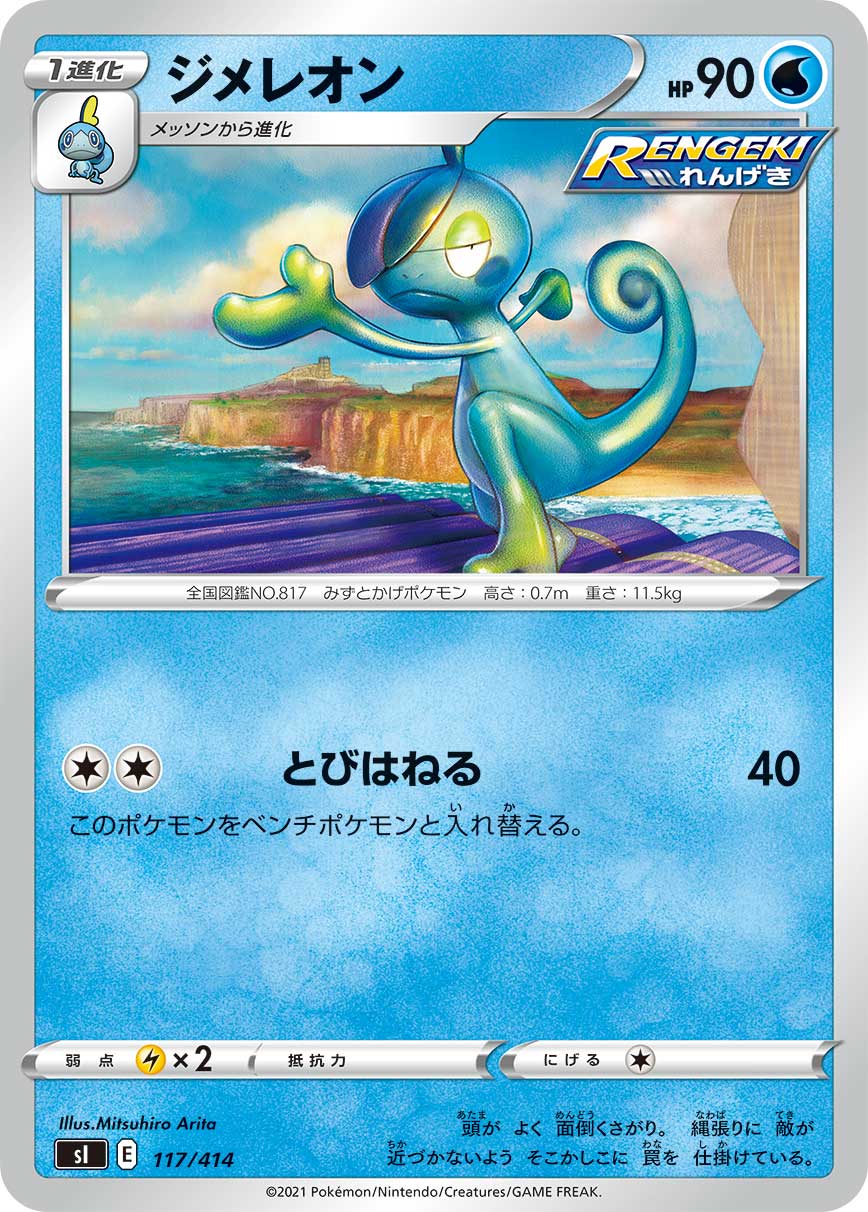 1進化
ジメレオン
HP90
メッソンから進化
RENGEKI
れんげき
全国図鑑NO.817 みずとかげポケモン 高さ：0.7m 重さ：11.5kg
とびはねる 40
このポケモンをベンチポケモンと入れ替える。
弱点 ×2 抵抗力 にげる
Illus.Mitsuhiro Arita
頭が よく 面倒くさがり。 縄張りに 敵が
近づかないよう そこかしこに 罠を 仕掛けている。
sI E 117/414
©2021 Pokémon/Nintendo/Creatures/GAME FREAK.